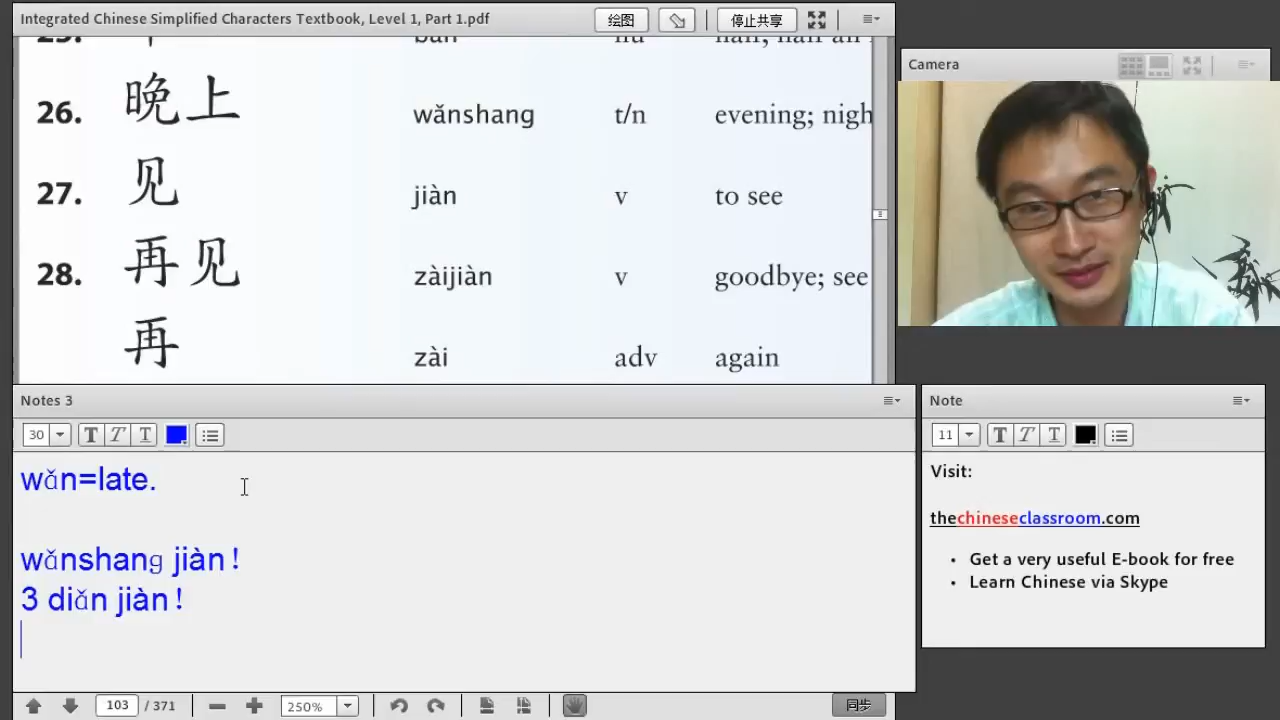 Integrated Chinese Simplified Characters Textbook, Level 1, Part 1.pdf
绘图
停止共享
26. 晚上 wǎnshang t/n evening; nigh
27. 见 jiàn v to see
28. 再见 zàijiàn v goodbye; see
再 zài adv again
Camera
Notes 3
30 T T T
wǎn=late.
wǎnshang jiàn!
3 diǎn jiàn!
103 / 371
250%
同步
Note
11 T T T
Visit:
thechineseclassroom.com
• Get a very useful E-book for free
• Learn Chinese via Skype